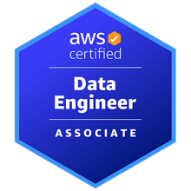 aws
certified
Data
Engineer
ASSOCIATE